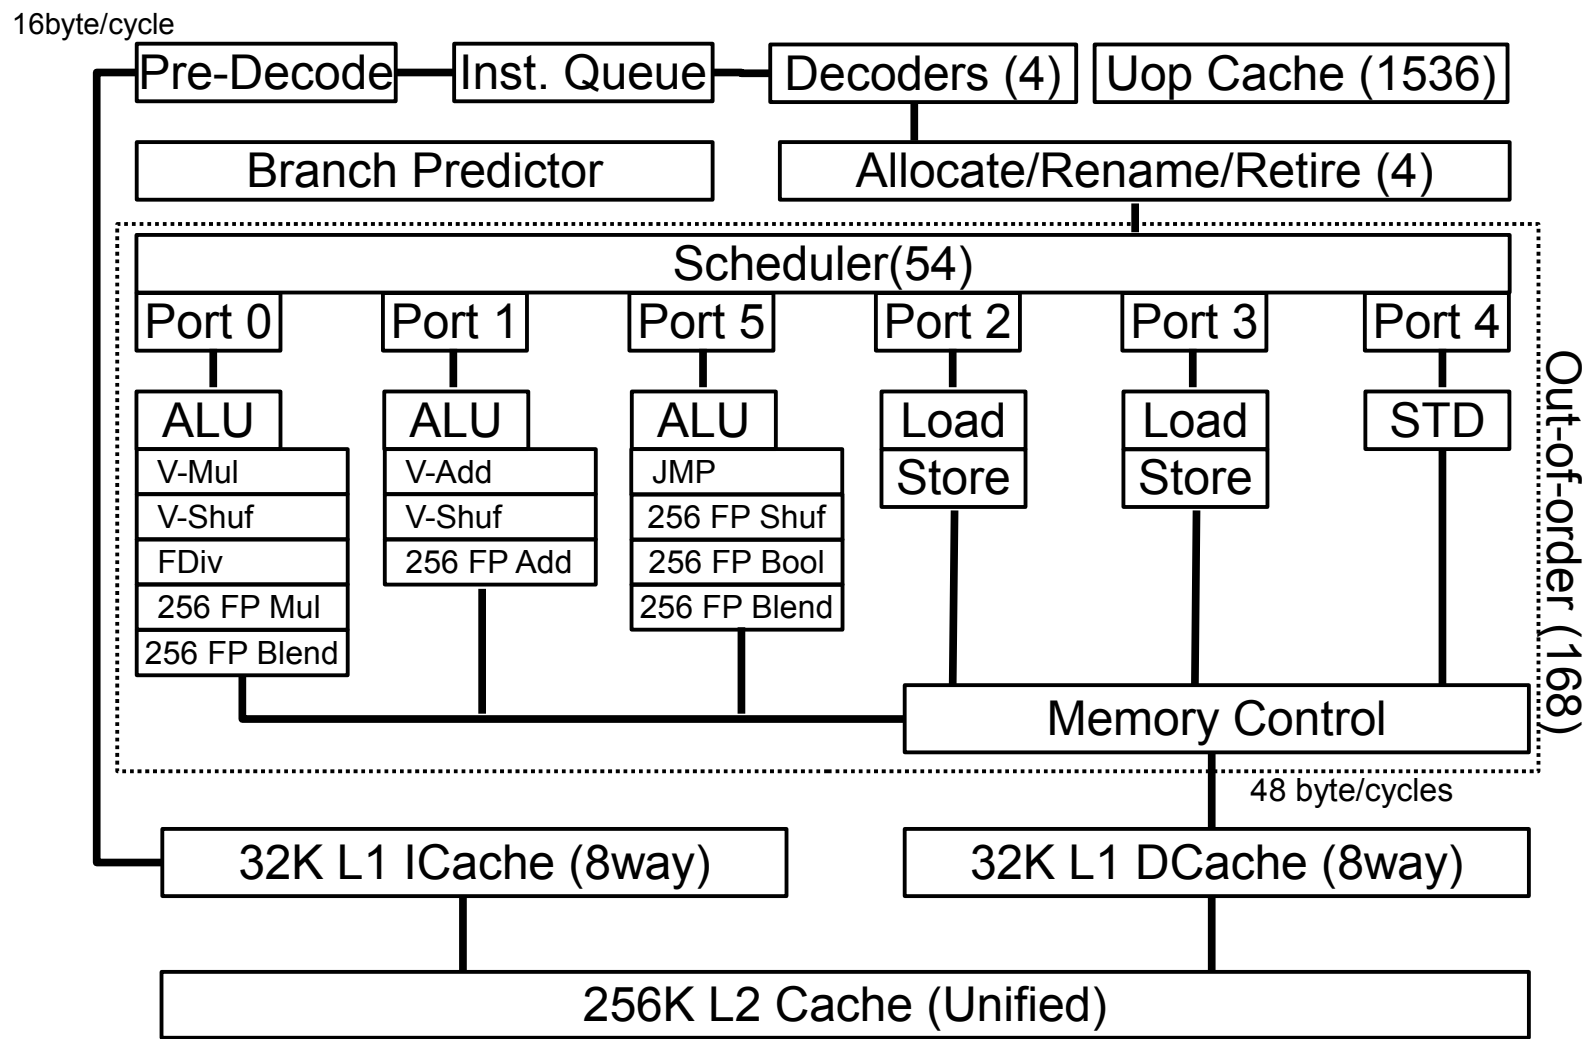 16byte/cycle
Pre-Decode
Inst. Queue
Decoders (4)
Uop Cache (1536)
Branch Predictor
Allocate/Rename/Retire (4)
Scheduler(54)
Port 0
Port 1
Port 5
Port 2
Port 3
Port 4
ALU
V-Mul
V-Shuf
FDiv
256 FP Mul
256 FP Blend
ALU
V-Add
V-Shuf
256 FP Add
ALU
JMP
256 FP Shuf
256 FP Bool
256 FP Blend
Load
Store
Load
Store
STD
Out-of-order (168)
Memory Control
48 byte/cycles
32K L1 ICache (8way)
32K L1 DCache (8way)
256K L2 Cache (Unified)